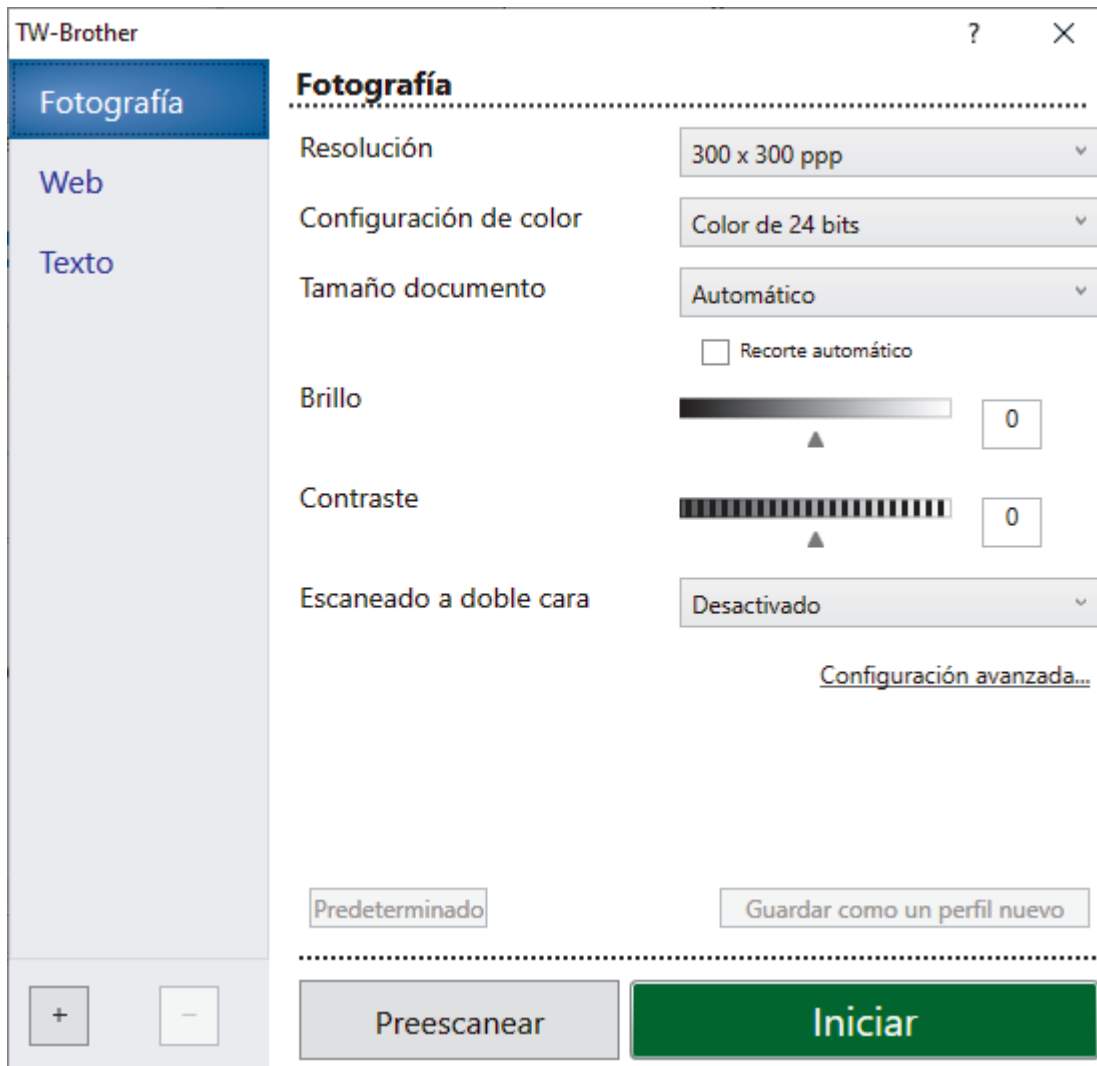 TW-Brother
?
Fotografía
Web
Texto
Fotografía
Resolución
300 x 300 ppp
Configuración de color
Color de 24 bits
Tamaño documento
Automático
Recorte automático
Brillo
0
Contraste
0
Escaneado a doble cara
Desactivado
Configuración avanzada...
Predeterminado
Guardar como un perfil nuevo
+
−
Preescanear
Iniciar